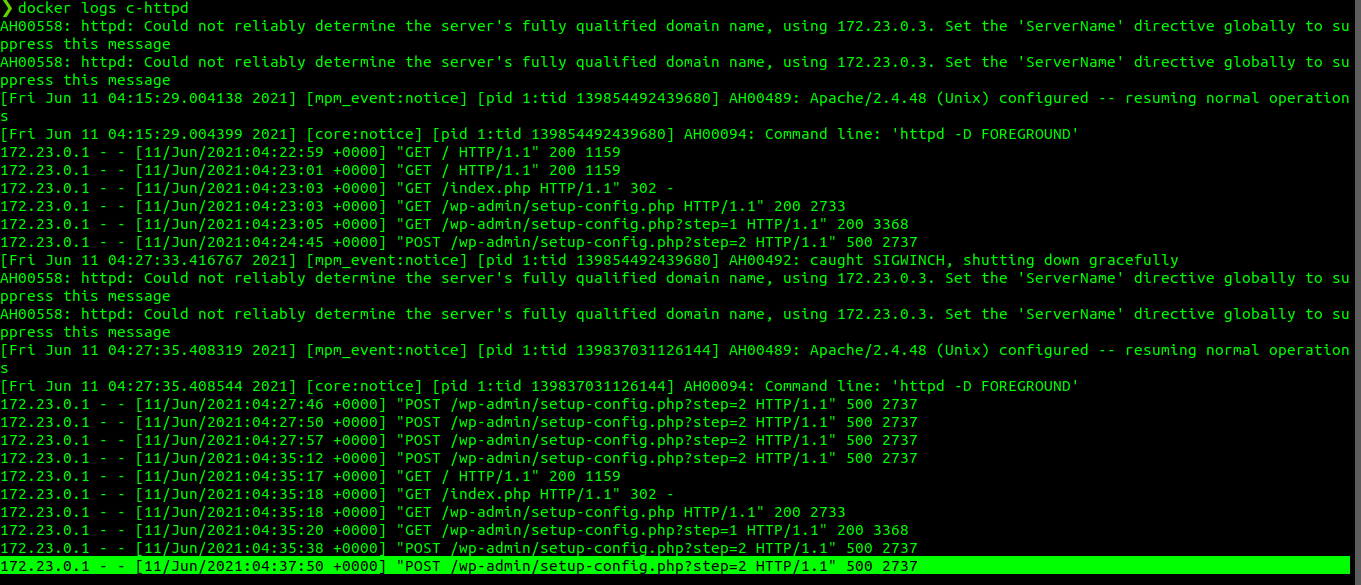 ❯ docker logs c-httpd
AH00558: httpd: Could not reliably determine the server's fully qualified domain name, using 172.23.0.3. Set the 'ServerName' directive globally to su
ppress this message
AH00558: httpd: Could not reliably determine the server's fully qualified domain name, using 172.23.0.3. Set the 'ServerName' directive globally to su
ppress this message
[Fri Jun 11 04:15:29.004138 2021] [mpm_event:notice] [pid 1:tid 139854492439680] AH00489: Apache/2.4.48 (Unix) configured -- resuming normal operation
s
[Fri Jun 11 04:15:29.004399 2021] [core:notice] [pid 1:tid 139854492439680] AH00094: Command line: 'httpd -D FOREGROUND'
172.23.0.1 - - [11/Jun/2021:04:22:59 +0000] "GET / HTTP/1.1" 200 1159
172.23.0.1 - - [11/Jun/2021:04:23:01 +0000] "GET / HTTP/1.1" 200 1159
172.23.0.1 - - [11/Jun/2021:04:23:03 +0000] "GET /index.php HTTP/1.1" 302 -
172.23.0.1 - - [11/Jun/2021:04:23:03 +0000] "GET /wp-admin/setup-config.php HTTP/1.1" 200 2733
172.23.0.1 - - [11/Jun/2021:04:23:05 +0000] "GET /wp-admin/setup-config.php?step=1 HTTP/1.1" 200 3368
172.23.0.1 - - [11/Jun/2021:04:24:45 +0000] "POST /wp-admin/setup-config.php?step=2 HTTP/1.1" 500 2737
[Fri Jun 11 04:27:33.416767 2021] [mpm_event:notice] [pid 1:tid 139854492439680] AH00492: caught SIGWINCH, shutting down gracefully
AH00558: httpd: Could not reliably determine the server's fully qualified domain name, using 172.23.0.3. Set the 'ServerName' directive globally to su
ppress this message
AH00558: httpd: Could not reliably determine the server's fully qualified domain name, using 172.23.0.3. Set the 'ServerName' directive globally to su
ppress this message
[Fri Jun 11 04:27:35.408319 2021] [mpm_event:notice] [pid 1:tid 139837031126144] AH00489: Apache/2.4.48 (Unix) configured -- resuming normal operation
s
[Fri Jun 11 04:27:35.408544 2021] [core:notice] [pid 1:tid 139837031126144] AH00094: Command line: 'httpd -D FOREGROUND'
172.23.0.1 - - [11/Jun/2021:04:27:46 +0000] "POST /wp-admin/setup-config.php?step=2 HTTP/1.1" 500 2737
172.23.0.1 - - [11/Jun/2021:04:27:50 +0000] "POST /wp-admin/setup-config.php?step=2 HTTP/1.1" 500 2737
172.23.0.1 - - [11/Jun/2021:04:27:57 +0000] "POST /wp-admin/setup-config.php?step=2 HTTP/1.1" 500 2737
172.23.0.1 - - [11/Jun/2021:04:35:12 +0000] "POST /wp-admin/setup-config.php?step=2 HTTP/1.1" 500 2737
172.23.0.1 - - [11/Jun/2021:04:35:17 +0000] "GET / HTTP/1.1" 200 1159
172.23.0.1 - - [11/Jun/2021:04:35:18 +0000] "GET /index.php HTTP/1.1" 302 -
172.23.0.1 - - [11/Jun/2021:04:35:18 +0000] "GET /wp-admin/setup-config.php HTTP/1.1" 200 2733
172.23.0.1 - - [11/Jun/2021:04:35:20 +0000] "GET /wp-admin/setup-config.php?step=1 HTTP/1.1" 200 3368
172.23.0.1 - - [11/Jun/2021:04:35:38 +0000] "POST /wp-admin/setup-config.php?step=2 HTTP/1.1" 500 2737
172.23.0.1 - - [11/Jun/2021:04:37:50 +0000] "POST /wp-admin/setup-config.php?step=2 HTTP/1.1" 500 2737